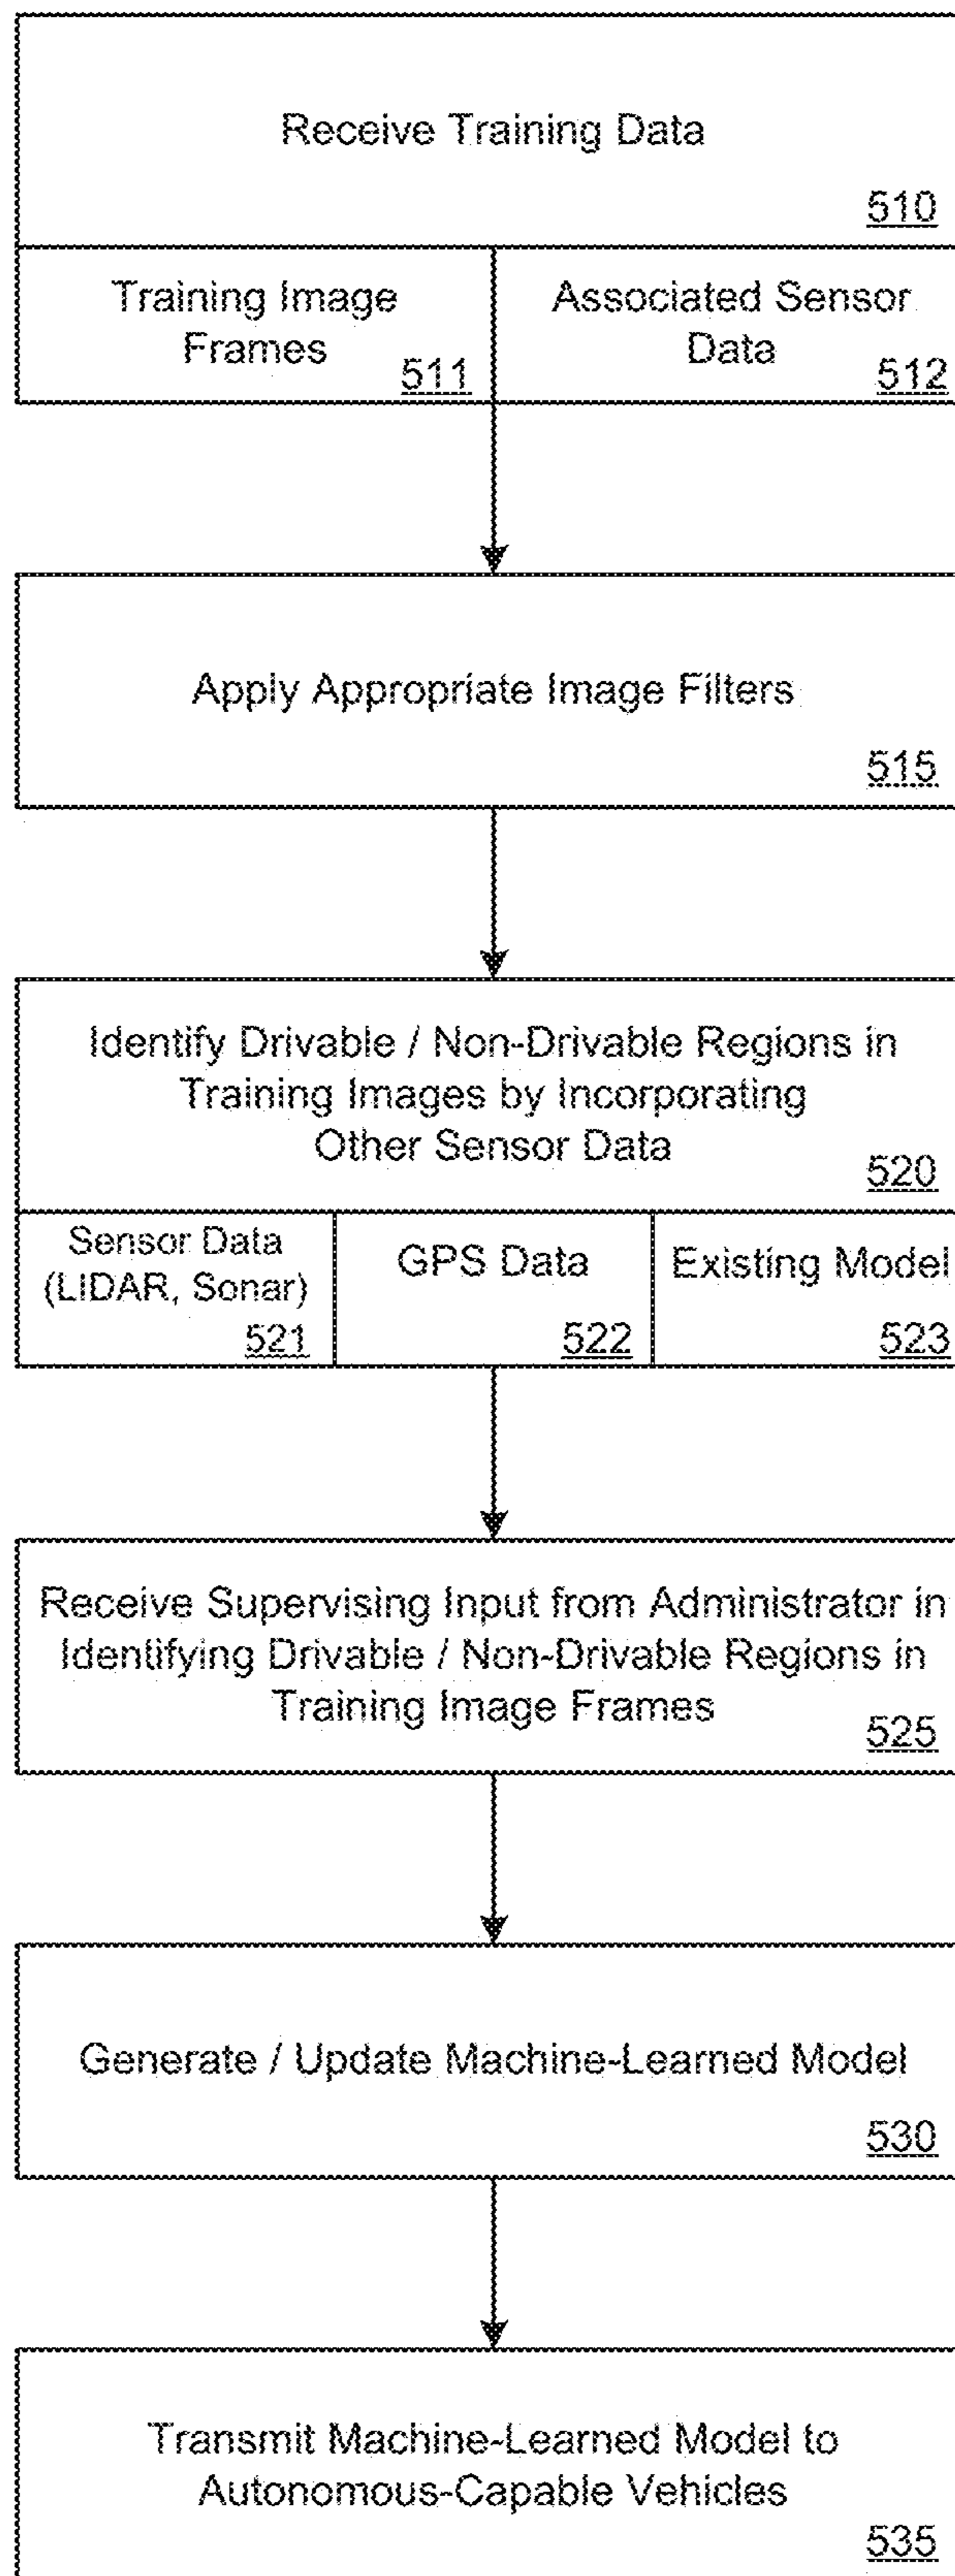 Receive Training Data
510
Training Image
Frames
511
Associated Sensor
Data
512
Apply Appropriate Image Filters
515
Identify Drivable / Non-Drivable Regions in
Training Images by Incorporating
Other Sensor Data
520
Sensor Data
(LIDAR, Sonar)
521
GPS Data
522
Existing Model
523
Receive Supervising Input from Administrator in
Identifying Drivable / Non-Drivable Regions in
Training Image Frames
525
Generate / Update Machine-Learned Model
530
Transmit Machine-Learned Model to
Autonomous-Capable Vehicles
535